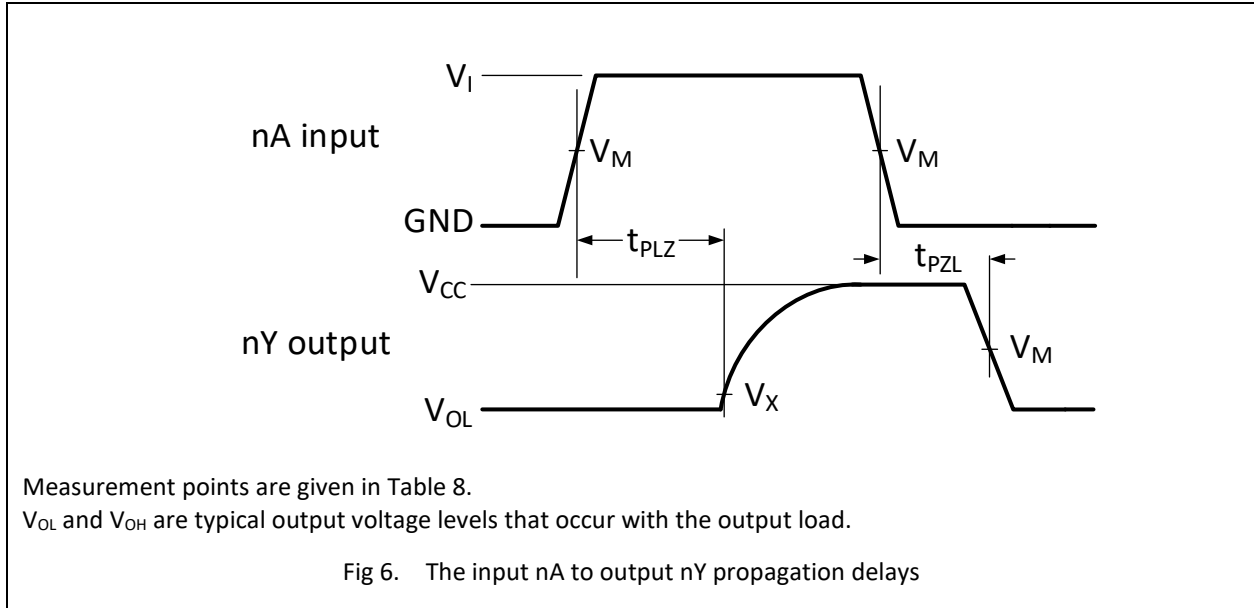 V_I
nA input
V_M V_M
GND
t_PLZ
t_PZL
V_CC
nY output
V_M
V_X
V_OL
Measurement points are given in Table 8.
V_OL and V_OH are typical output voltage levels that occur with the output load.
Fig 6. The input nA to output nY propagation delays